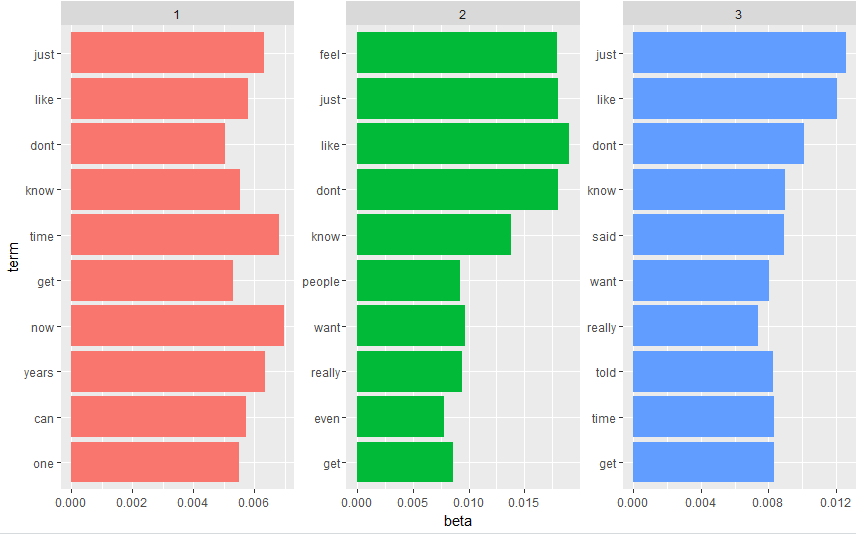 1
2
3
just
like
dont
know
time
get
now
years
can
one
feel
just
like
dont
know
people
want
really
even
get
just
like
dont
know
said
want
really
told
time
get
term
0.000 0.002 0.004 0.006
0.000 0.005 0.010 0.015
0.000 0.004 0.008 0.012
beta